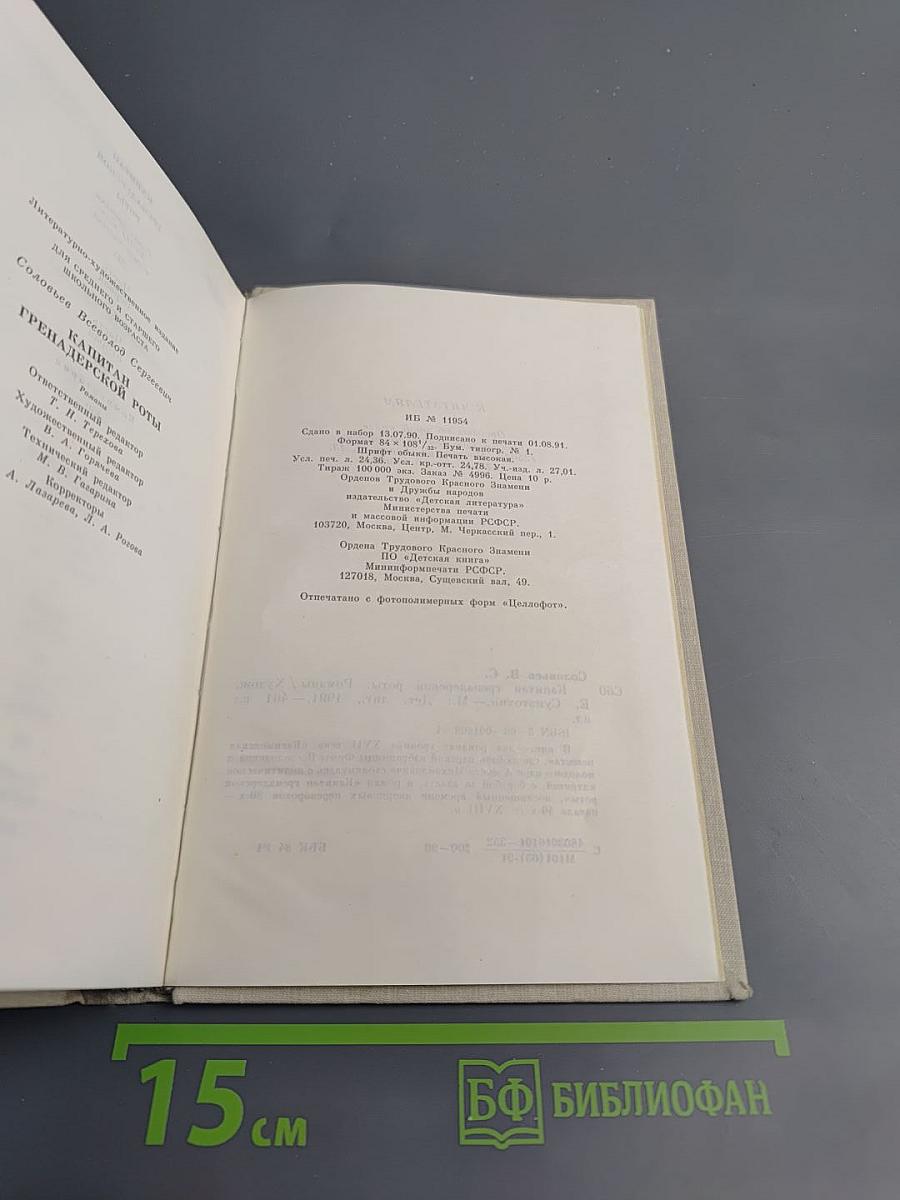 Литературно-художественное издание
ДЛЯ СРЕДНЕГО И СТАРШЕГО
ШКОЛЬНОГО ВОЗРАСТА
Соловьев Всеволод Сергеевич
КАПИТАН
ГРЕНАДЕРСКОЙ РОТЫ
Романы
Ответственный редактор
Т. Н. Терехова
Художественный редактор
В. А. Горячева
Технический редактор
М. В. Гагарина
Корректоры
А. Лазарева, Л. А. Рогова
ИБ № 11954
Сдано в набор 13.07.90. Подписано к печати 01.08.91.
Формат 84 × 108 1/32. Бум. типогр. № 1.
Шрифт обыкн. Печать высокая.
Усл. печ. л. 24,36. Усл. кр.-отт. 24,78. Уч.-изд. л. 27,01.
Тираж 100 000 экз. Заказ № 4996. Цена 10 р.
Орденов Трудового Красного Знамени
и Дружбы народов
издательство «Детская литература»
Министерства печати
и массовой информации РСФСР.
103720, Москва, Центр, М. Черкасский пер., 1.
Ордена Трудового Красного Знамени
ПО «Детская книга»
Мининформпечати РСФСР.
127018, Москва, Сущевский вал, 49.
Отпечатано с фотополимерных форм «Целлофот».
15 см
БФ БИБЛИОФАН